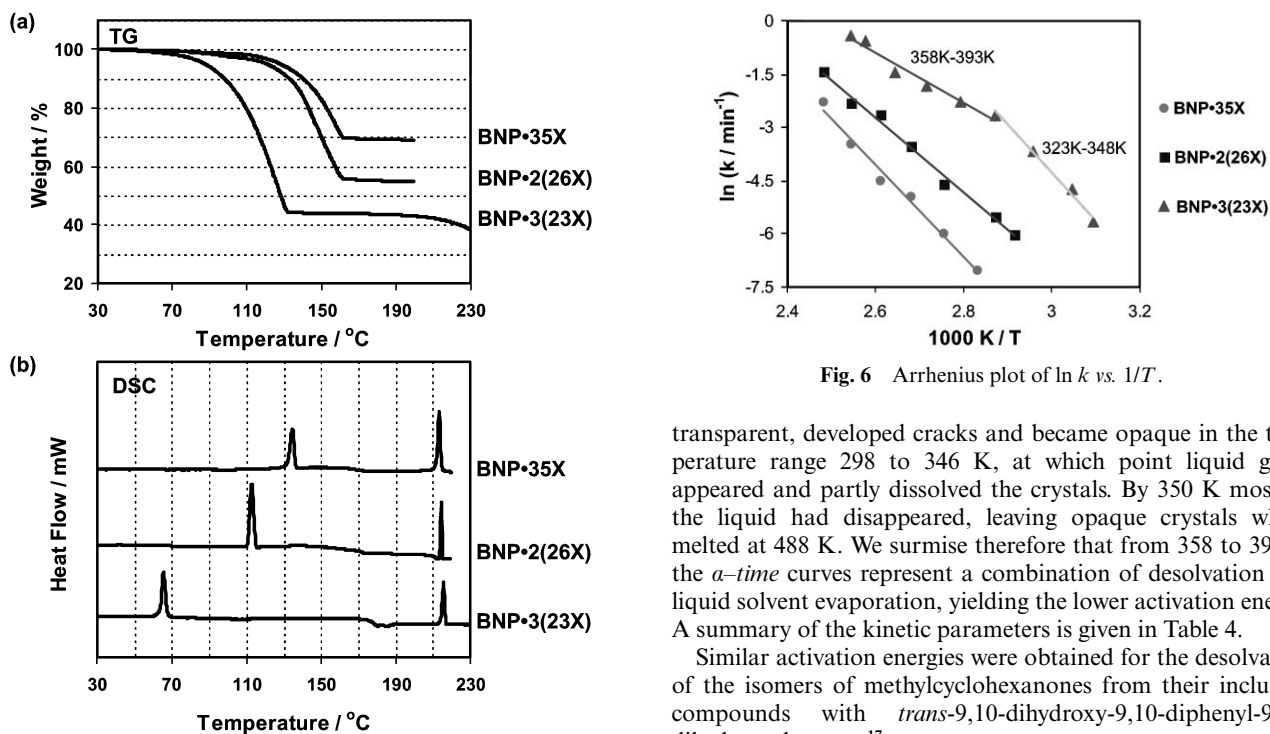 (a)
TG
100
80
60
40
20
Weight / %
BNP•35X
BNP•2(26X)
BNP•3(23X)
30 70 110 150 190 230
Temperature / °C
(b)
DSC
Heat Flow / mW
BNP•35X
BNP•2(26X)
BNP•3(23X)
30 70 110 150 190 230
Temperature / °C
0
-1.5
-3
-4.5
-6
-7.5
ln (k / min⁻¹)
358K-393K
323K-348K
BNP•35X
BNP•2(26X)
BNP•3(23X)
2.4 2.6 2.8 3 3.2
1000 K / T
Fig. 6 Arrhenius plot of ln k vs. 1/T.
transparent, developed cracks and became opaque in the
perature range 298 to 346 K, at which point liquid
appeared and partly dissolved the crystals. By 350 K
the liquid had disappeared, leaving opaque crystals
melted at 488 K. We surmise therefore that from 358 to
the α–time curves represent a combination of desolvation
liquid solvent evaporation, yielding the lower activation
A summary of the kinetic parameters is given in Table 4.
Similar activation energies were obtained for the
of the isomers of methylcyclohexanones from their
compounds with trans-9,10-dihydroxy-9,10-diphenyl-
17